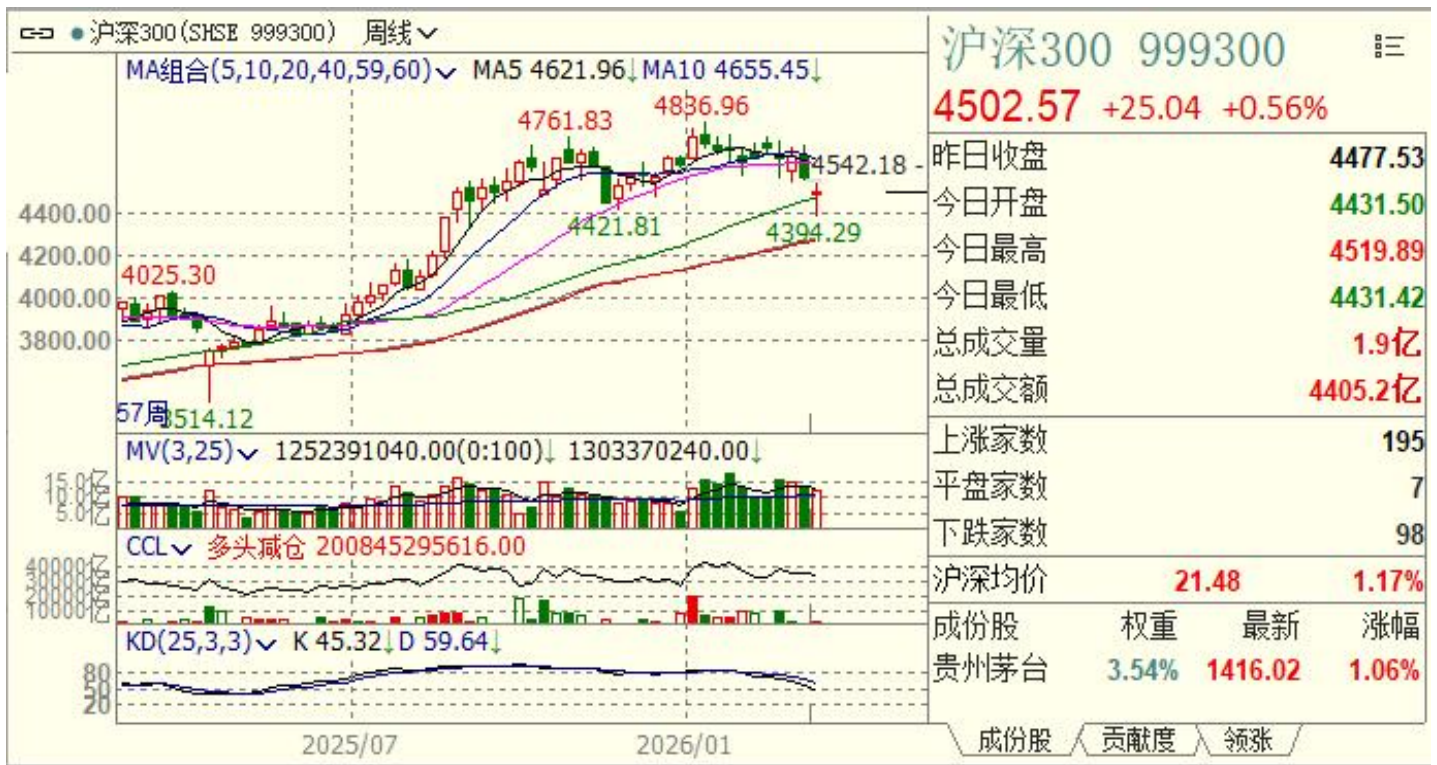 沪深300(SHSE 999300) 周线
MA组合(5,10,20,40,59,60) MA5 4621.96↓MA10 4655.45↓
4836.96
4761.83
4542.18
4400.00
4421.81
4394.29
4200.00
4025.30
4000.00
3800.00
57周
3514.12
MV(3,25) 1252391040.00(0:100)↓ 1303370240.00↓
15.0亿
10.0亿
5.0亿
CCL 多头减仓 200845295616.00
40000亿
30000亿
20000亿
10000亿
KD(25,3,3) K 45.32↓D 59.64↓
80
50
20
2025/07 2026/01
沪深300 999300
4502.57 +25.04 +0.56%
昨日收盘 4477.53
今日开盘 4431.50
今日最高 4519.89
今日最低 4431.42
总成交量 1.9亿
总成交额 4405.2亿
上涨家数 195
平盘家数 7
下跌家数 98
沪深均价 21.48 1.17%
成份股 权重 最新 涨幅
贵州茅台 3.54% 1416.02 1.06%
成份股 贡献度 领涨